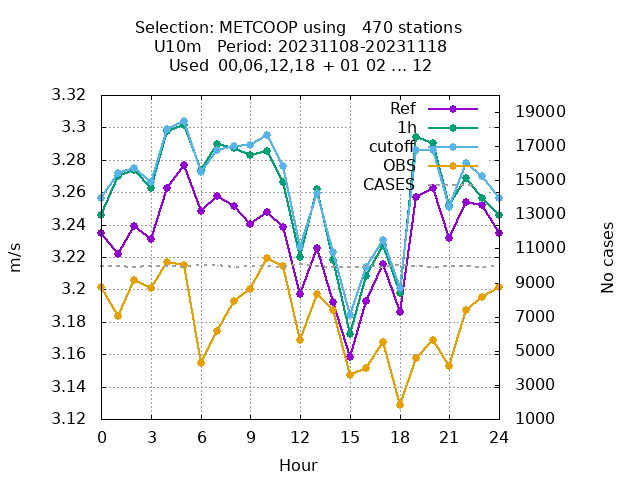 Selection: METCOOP using   470 stations
U10m   Period: 20231108-20231118
Used  00,06,12,18 + 01 02 ... 12
3.32
3.3
3.28
3.26
3.24
3.22
3.2
3.18
3.16
3.14
3.12
m/s
Ref
1h
cutoff
OBS
CASES
19000
17000
15000
13000
11000
9000
7000
5000
3000
1000
No cases
0 3 6 9 12 15 18 21 24
Hour